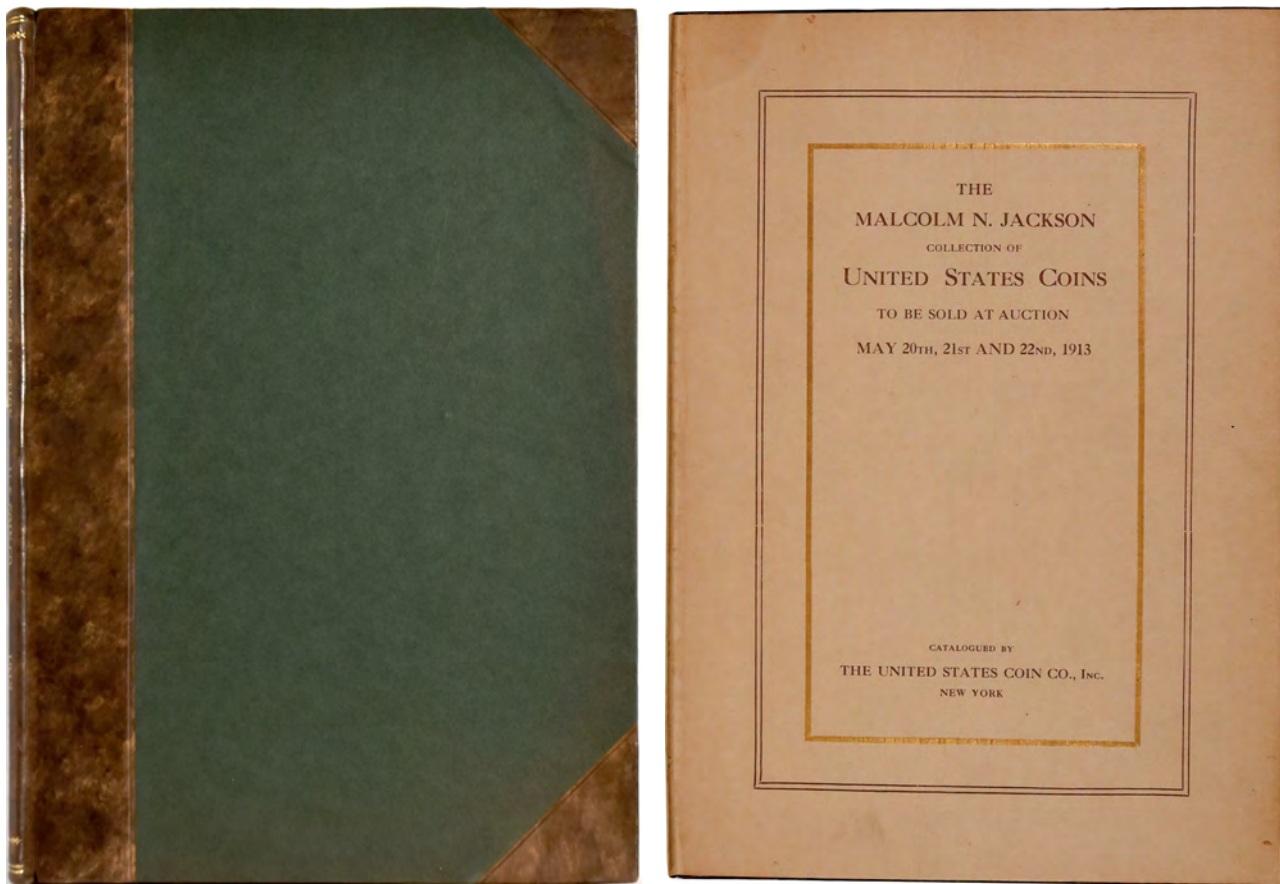 THE
MALCOLM N. JACKSON
COLLECTION OF
UNITED STATES COINS
TO BE SOLD AT AUCTION
MAY 20TH, 21ST AND 22ND, 1913
CATALOGUED BY
THE UNITED STATES COIN CO., INC.
NEW YORK